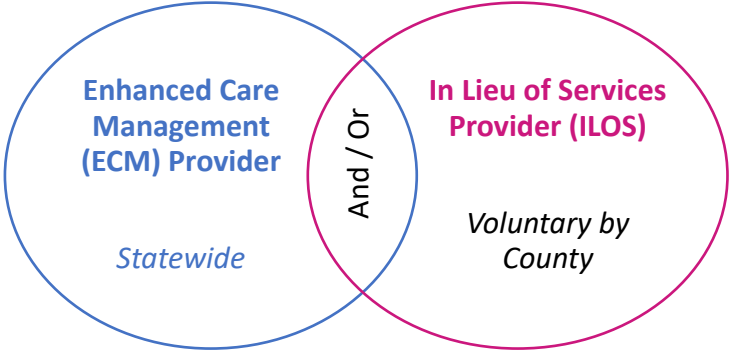 Enhanced Care
Management
(ECM) Provider
Statewide
And / Or
In Lieu of Services
Provider (ILOS)
Voluntary by
County